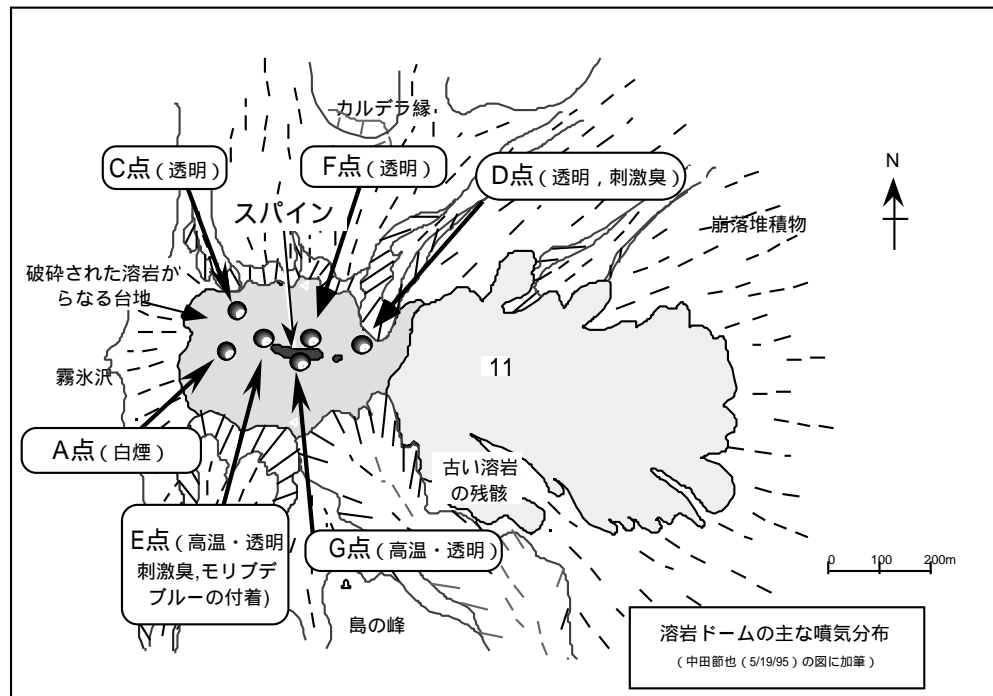 カルデラ縁
C点（透明）
F点（透明）
D点（透明，刺激臭）
N
スパイン
崩落堆積物
破砕された溶岩か
らなる台地
11
霧氷沢
A点（白煙）
古い溶岩
の残骸
E点（高温・透明
刺激臭,モリブデ
ブルーの付着)
G点（高温・透明）
島の峰
0 100 200m
溶岩ドームの主な噴気分布
（中田節也（5/19/95）の図に加筆）